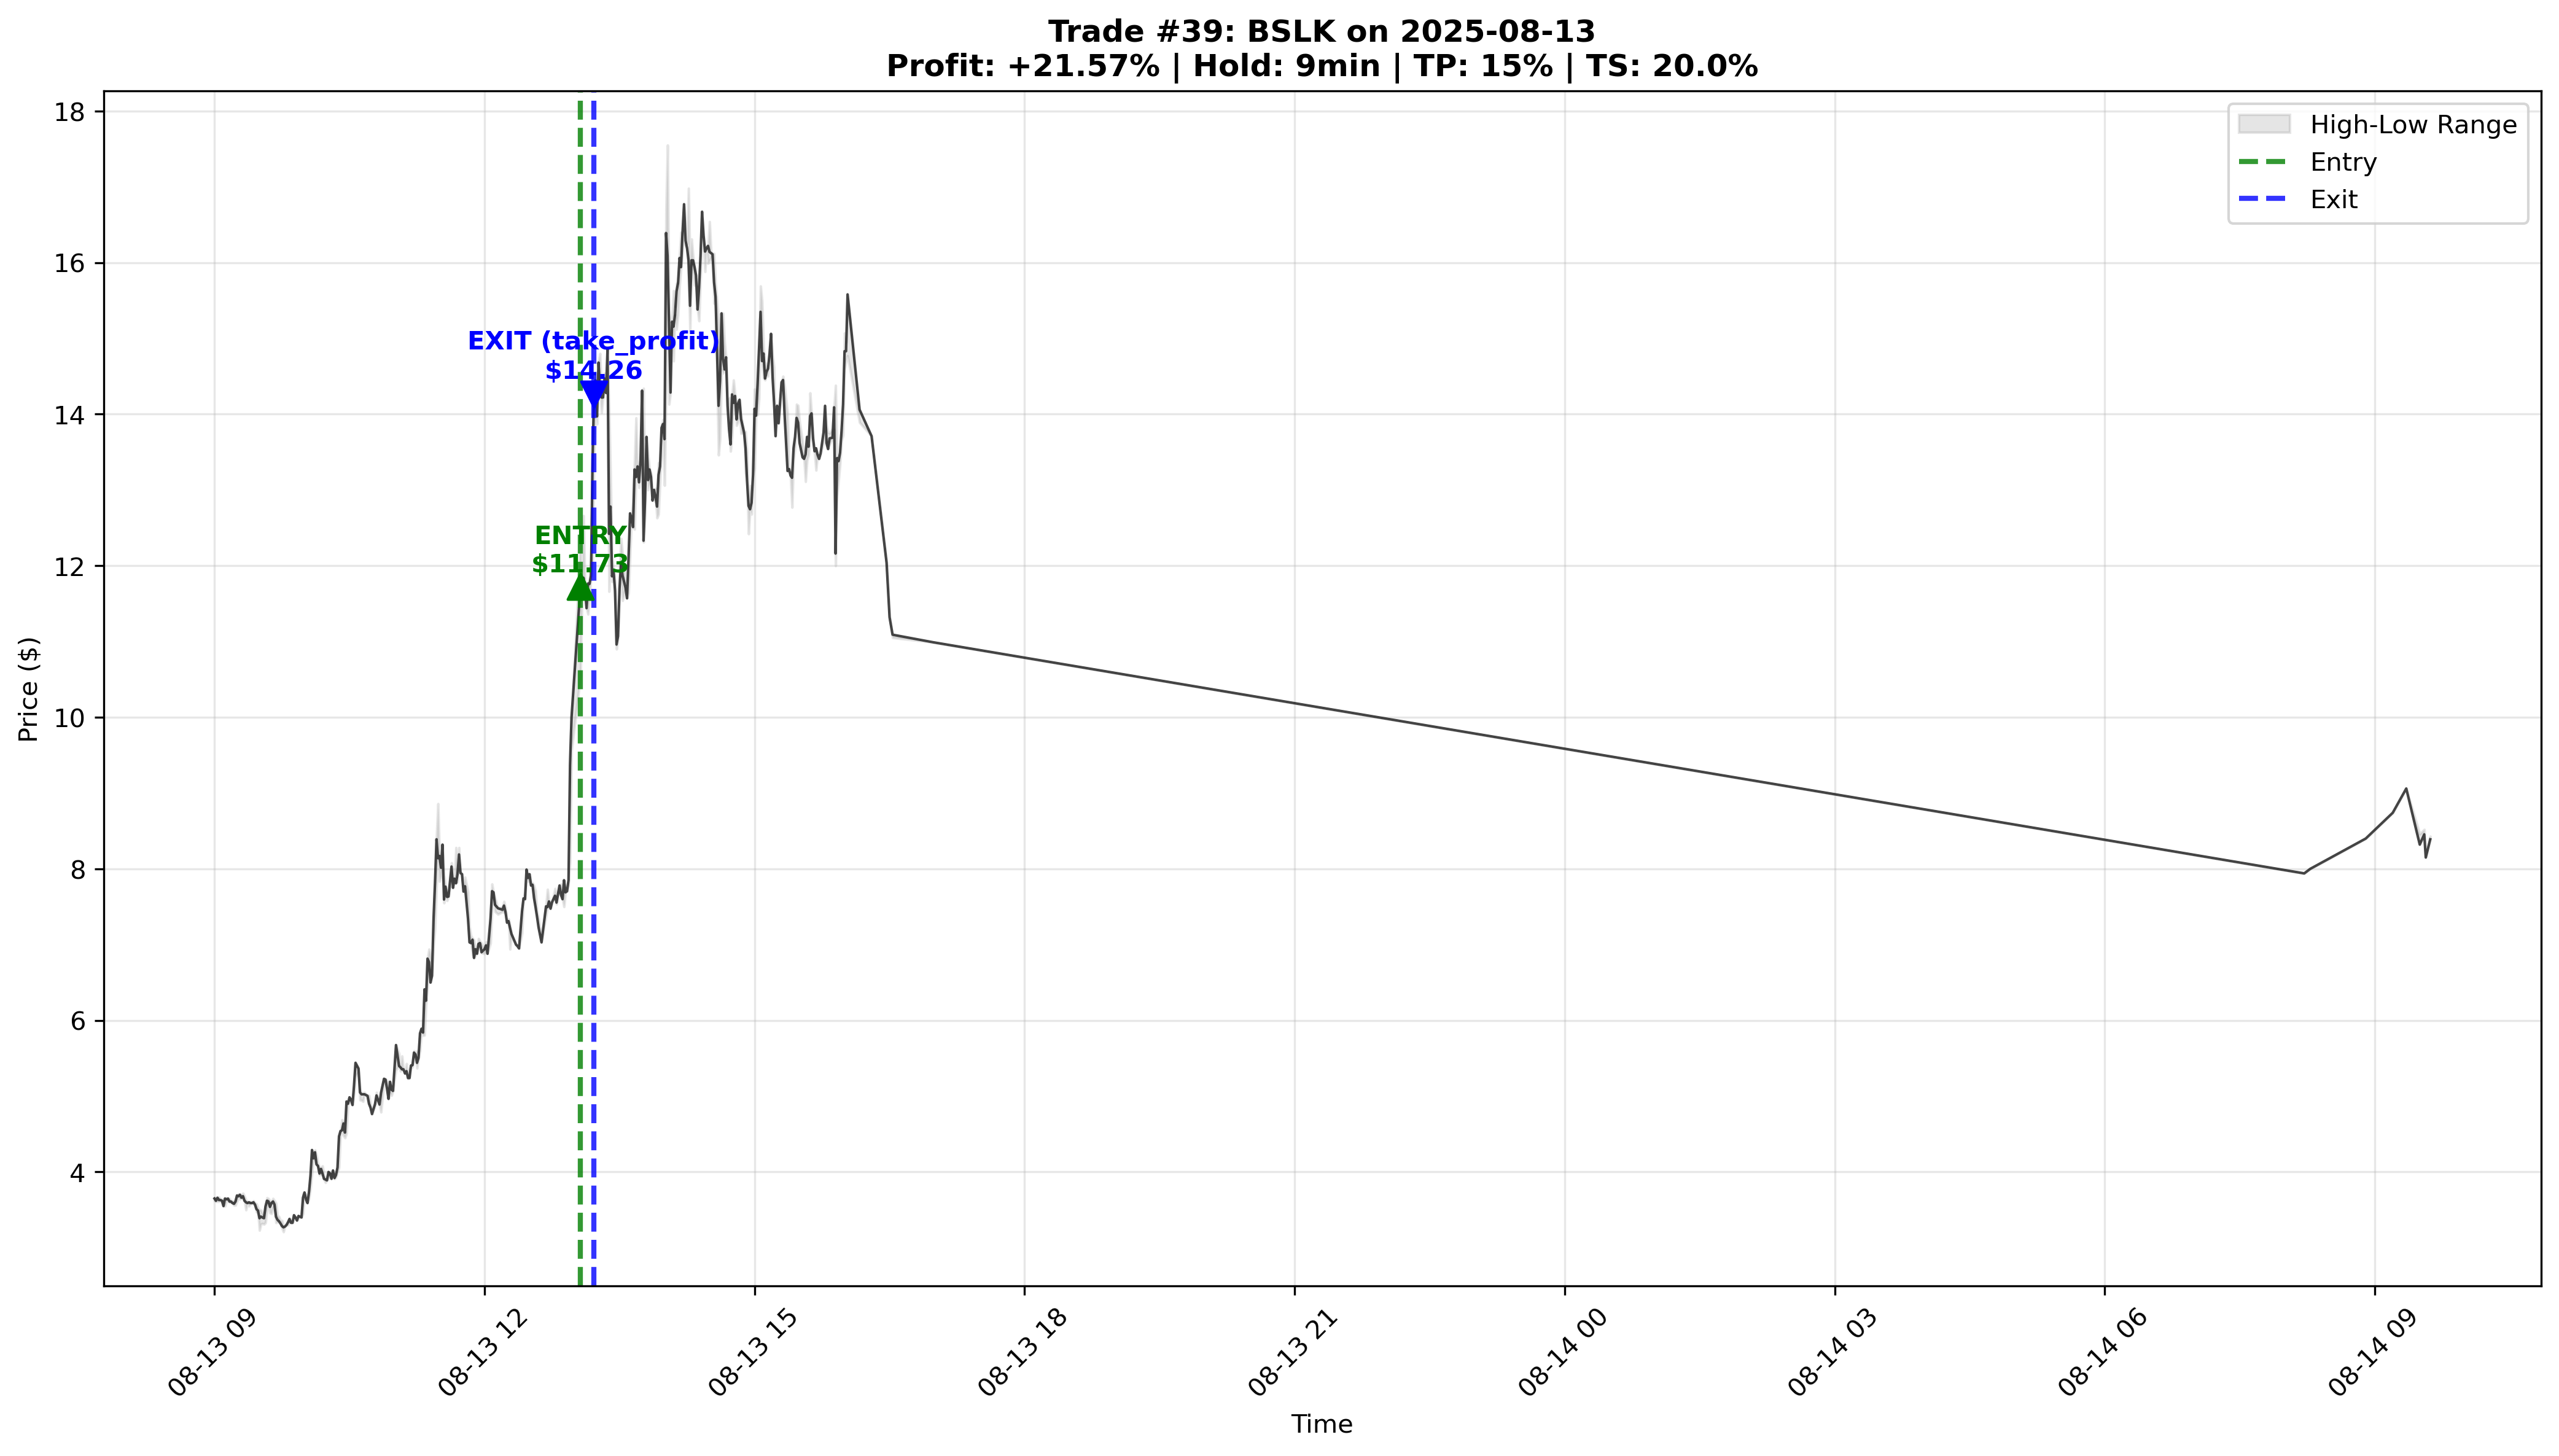 Trade #39: BSLK on 2025-08-13
Profit: +21.57% | Hold: 9min | TP: 15% | TS: 20.0%
High-Low Range
Entry
Exit
EXIT (take_profit)
$14.26
ENTRY
$11.73
Price ($)
18
16
14
12
10
8
6
4
08-13 09
08-13 12
08-13 15
08-13 18
08-13 21
08-14 00
08-14 03
08-14 06
08-14 09
Time